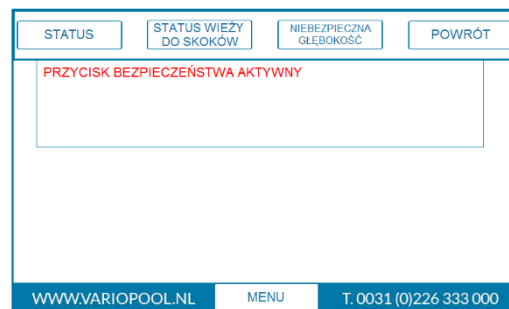 STATUS
STATUS WIEŻY
DO SKOKÓW
NIEBEZPIECZNA
GŁĘBOKOŚĆ
POWRÓT
PRZYCISK BEZPIECZEŃSTWA AKTYWNY
WWW.VARIOPOOL.NL
MENU
T. 0031 (0)226 333 000